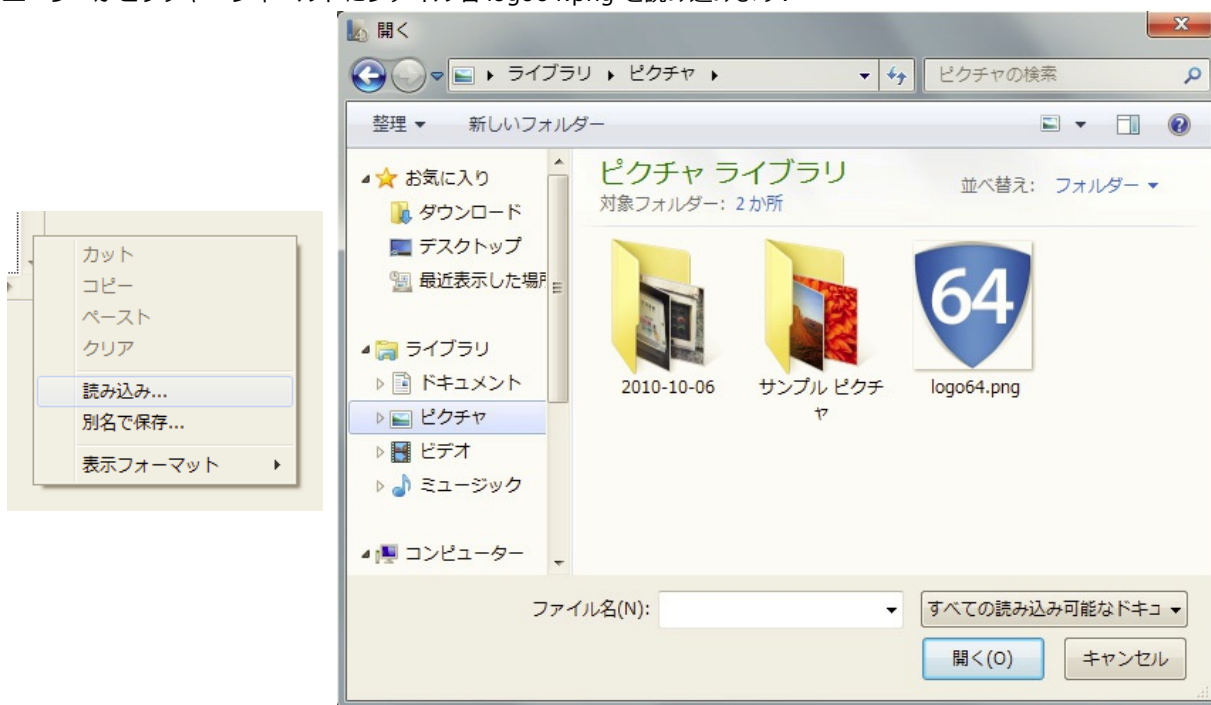 開く
ライブラリ ▸ ピクチャ ▸
ピクチャの検索
整理 ▼ 新しいフォルダー
お気に入り
ダウンロード
デスクトップ
最近表示した場所
ライブラリ
ドキュメント
ピクチャ
ビデオ
ミュージック
コンピューター
ピクチャ ライブラリ
対象フォルダー: 2 か所
並べ替え: フォルダー ▼
64
2010-10-06
サンプル ピクチ
ャ
logo64.png
ファイル名(N):
すべての読み込み可能なドキュ
開く(O)
キャンセル
カット
コピー
ペースト
クリア
読み込み...
別名で保存...
表示フォーマット